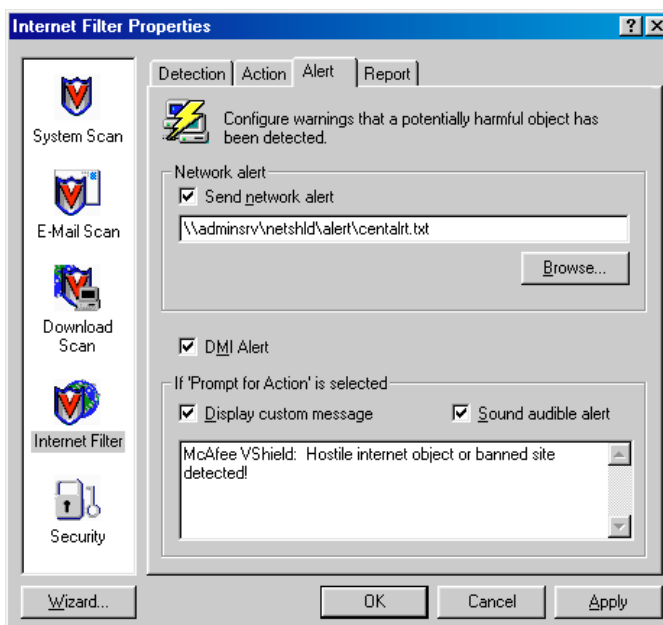 Internet Filter Properties
System Scan
E-Mail Scan
Download
Scan
Internet Filter
Security
Detection Action Alert Report
Configure warnings that a potentially harmful object has
been detected.
Network alert
Send network alert
\\adminsrv\netshld\alert\centalrt.txt
Browse...
DMI Alert
If 'Prompt for Action' is selected
Display custom message Sound audible alert
McAfee VShield: Hostile internet object or banned site
detected!
Wizard... OK Cancel Apply